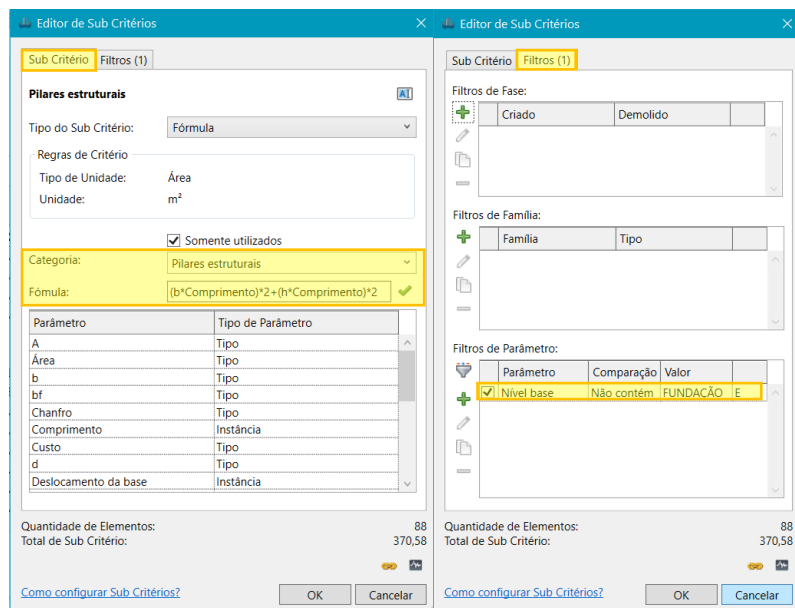 Editor de Sub Critérios
Sub Critério Filtros (1)
Pilares estruturais
Tipo do Sub Critério: Fórmula
Regras de Critério
Tipo de Unidade: Área
Unidade: m²
Somente utilizados
Categoria: Pilares estruturais
Fómula: (b*Comprimento)*2+(h*Comprimento)*2
Parâmetro Tipo de Parâmetro
A Tipo
Área Tipo
b Tipo
bf Tipo
Chanfro Tipo
Comprimento Instância
Custo Tipo
d Tipo
Deslocamento da base Instância
Quantidade de Elementos: 88
Total de Sub Critério: 370,58
Como configurar Sub Critérios? OK Cancelar
Editor de Sub Critérios
Sub Critério Filtros (1)
Filtros de Fase:
Criado Demolido
Filtros de Família:
Família Tipo
Filtros de Parâmetro:
Parâmetro Comparação Valor
Nível base Não contém FUNDAÇÃO E
Quantidade de Elementos: 88
Total de Sub Critério: 370,58
Como configurar Sub Critérios? OK Cancelar